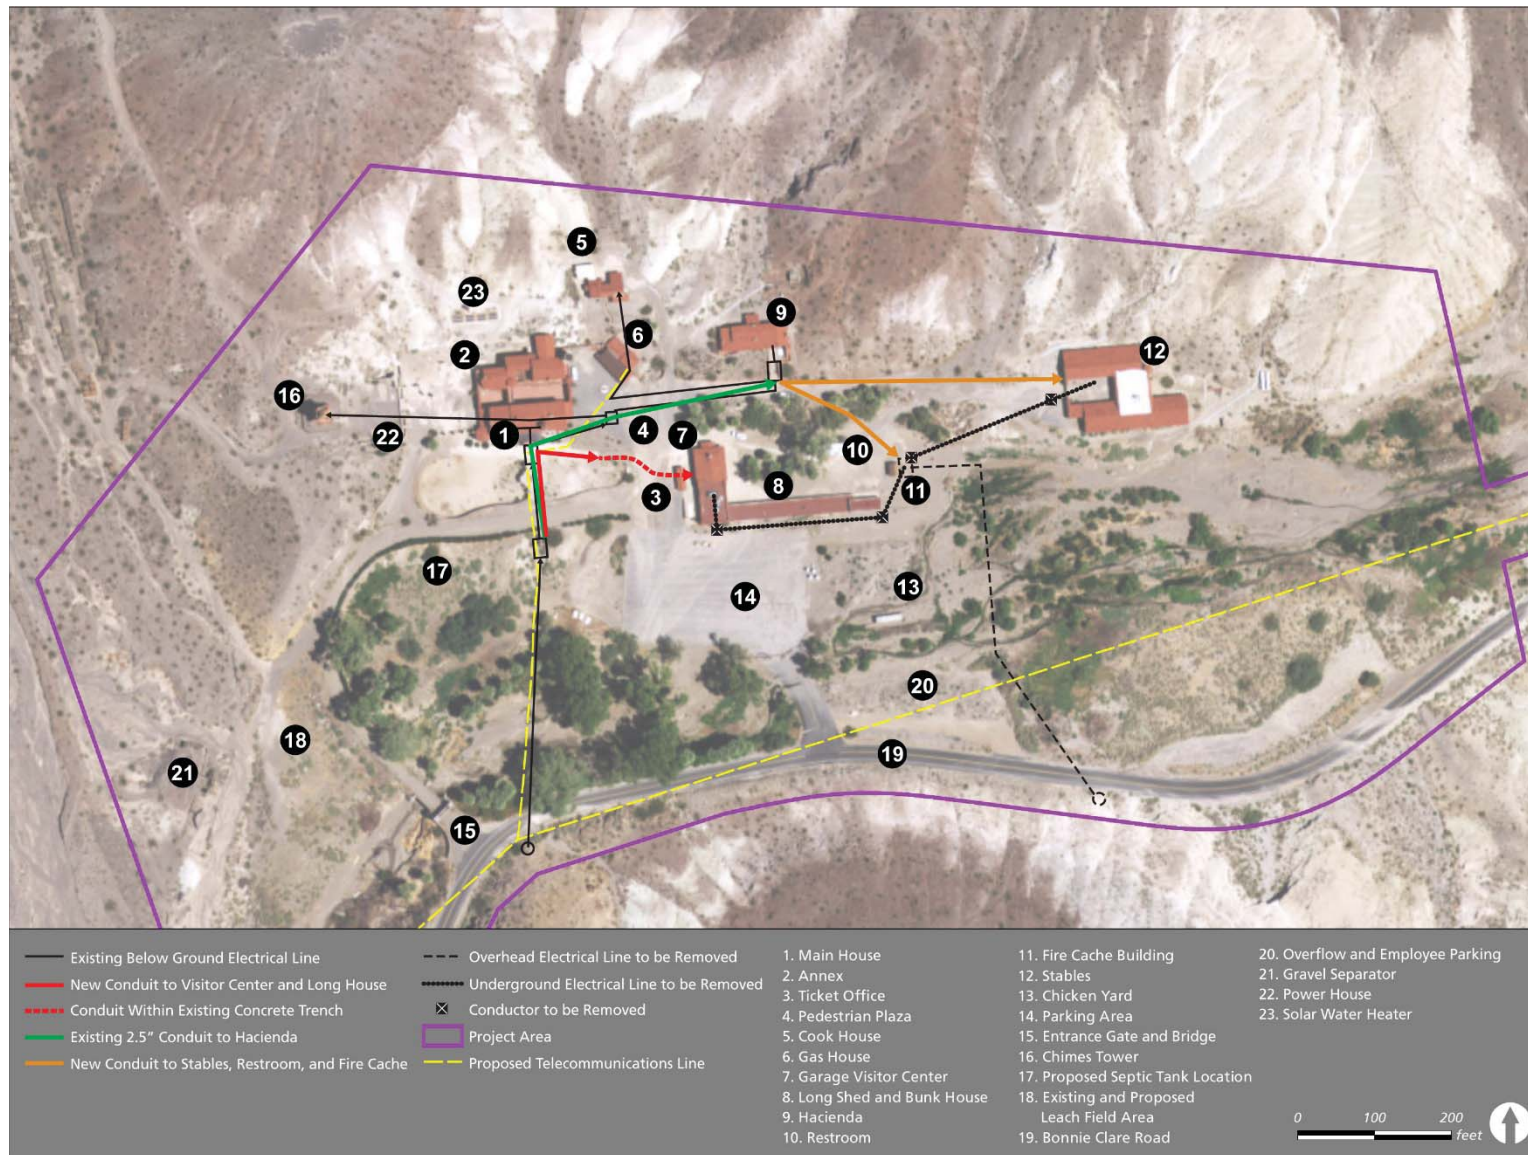 5
23
9
6
2
12
16
4
7
1
22
10
8
11
3
17
14
13
20
18
19
21
15
Existing Below Ground Electrical Line
New Conduit to Visitor Center and Long House
Conduit Within Existing Concrete Trench
Existing 2.5” Conduit to Hacienda
New Conduit to Stables, Restroom, and Fire Cache
Overhead Electrical Line to be Removed
Underground Electrical Line to be Removed
Conductor to be Removed
Project Area
Proposed Telecommunications Line
1. Main House
2. Annex
3. Ticket Office
4. Pedestrian Plaza
5. Cook House
6. Gas House
7. Garage Visitor Center
8. Long Shed and Bunk House
9. Hacienda
10. Restroom
11. Fire Cache Building
12. Stables
13. Chicken Yard
14. Parking Area
15. Entrance Gate and Bridge
16. Chimes Tower
17. Proposed Septic Tank Location
18. Existing and Proposed
Leach Field Area
19. Bonnie Clare Road
20. Overflow and Employee Parking
21. Gravel Separator
22. Power House
23. Solar Water Heater
0 100 200
feet